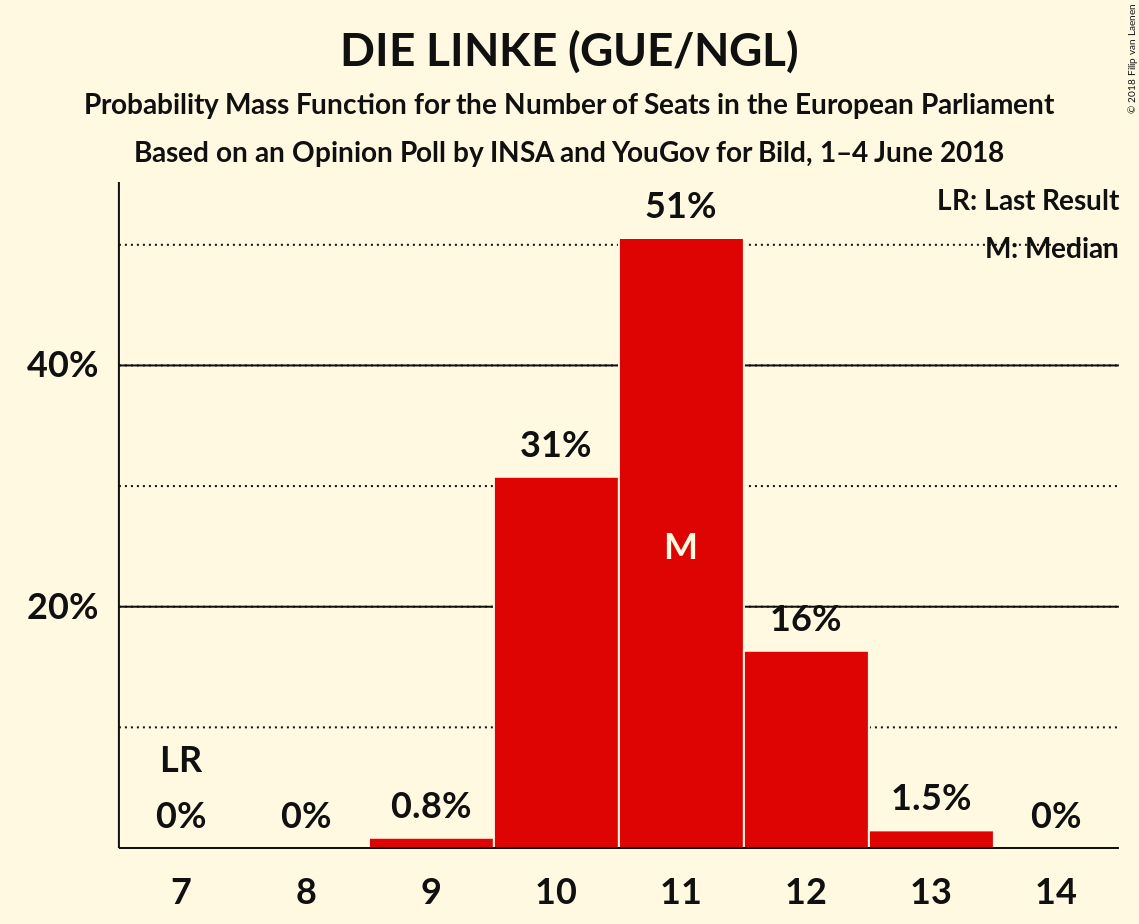 DIE LINKE (GUE/NGL)
Probability Mass Function for the Number of Seats in the European Parliament
Based on an Opinion Poll by INSA and YouGov for Bild, 1–4 June 2018
© 2018 Filip van Laenen
LR: Last Result
M: Median
51%
40%
31%
M
20%
16%
LR
0%
0%
0.8%
1.5%
0%
7 8 9 10 11 12 13 14